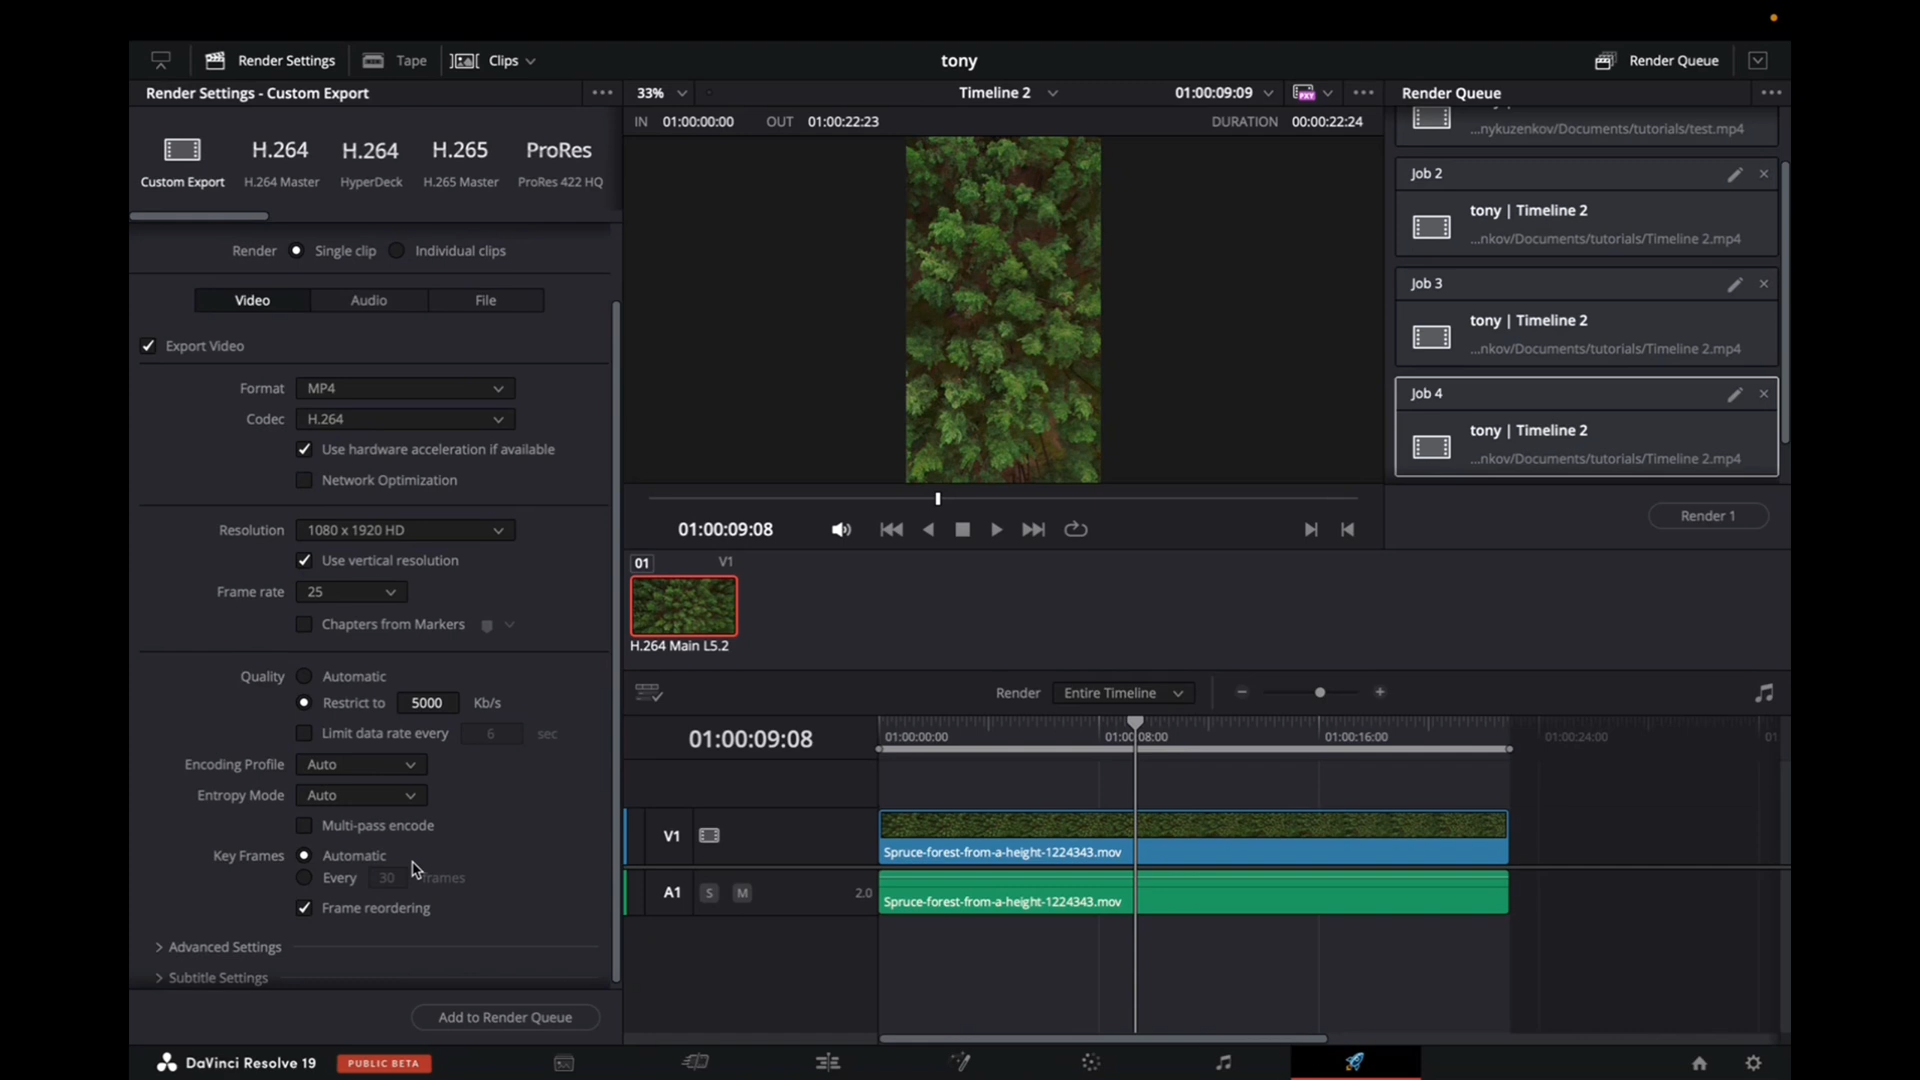 Render Settings
Tape
Clips
tony
Render Queue
Render Settings - Custom Export
33%
Timeline 2
01:00:09:09
PXY
Render Queue
IN 01:00:00:00 OUT 01:00:22:23
DURATION 00:00:22:24
H.264
H.264
H.265
ProRes
Custom Export
H.264 Master
HyperDeck
H.265 Master
ProRes 422 HQ
...nykuzenkov/Documents/tutorials/test.mp4
Job 2
tony | Timeline 2
...nkov/Documents/tutorials/Timeline 2.mp4
Job 3
tony | Timeline 2
...nkov/Documents/tutorials/Timeline 2.mp4
Job 4
tony | Timeline 2
...nkov/Documents/tutorials/Timeline 2.mp4
Render 1
Render Single clip Individual clips
Video Audio File
Export Video
Format MP4
Codec H.264
Use hardware acceleration if available
Network Optimization
Resolution 1080 x 1920 HD
Use vertical resolution
Frame rate 25
Chapters from Markers
Quality Automatic
Restrict to 5000 Kb/s
Limit data rate every 6 sec
Encoding Profile Auto
Entropy Mode Auto
Multi-pass encode
Key Frames Automatic
Every 30 frames
Frame reordering
Advanced Settings
Subtitle Settings
Add to Render Queue
01:00:09:08
01 V1
H.264 Main L5.2
Render Entire Timeline
01:00:09:08
01:00:00:00
01:00:08:00
01:00:16:00
01:00:24:00
01
V1
Spruce-forest-from-a-height-1224343.mov
A1 S M 2.0
Spruce-forest-from-a-height-1224343.mov
DaVinci Resolve 19
PUBLIC BETA